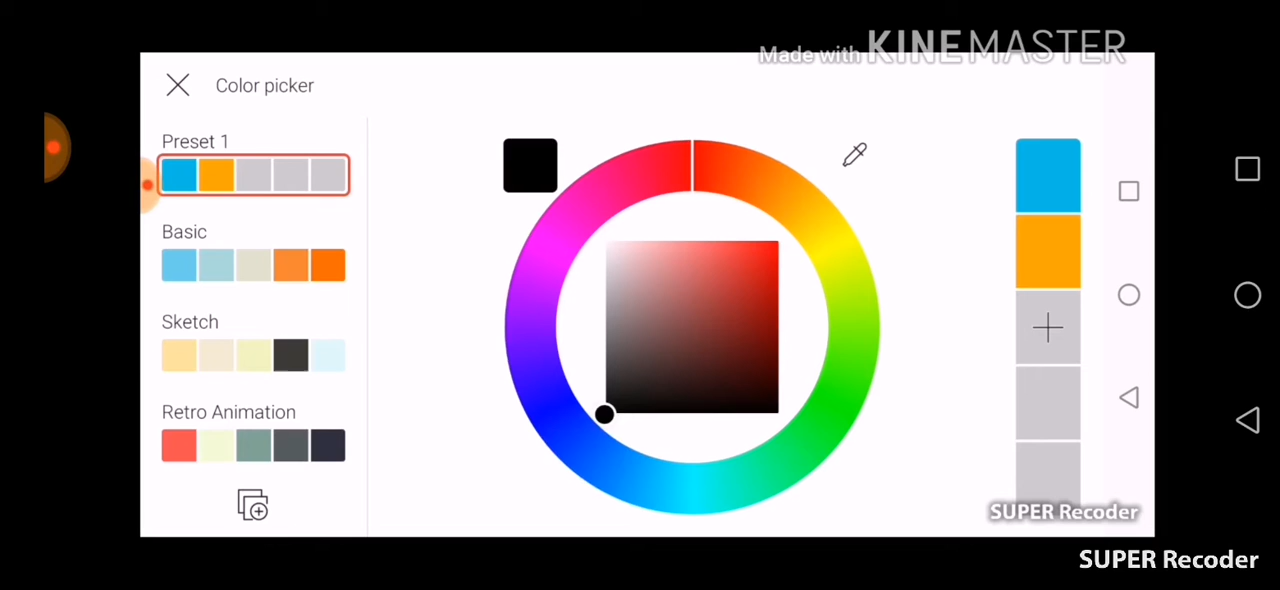 Made with KINEMASTER
Color picker
Preset 1
Basic
Sketch
Retro Animation
SUPER Recoder
SUPER Recoder